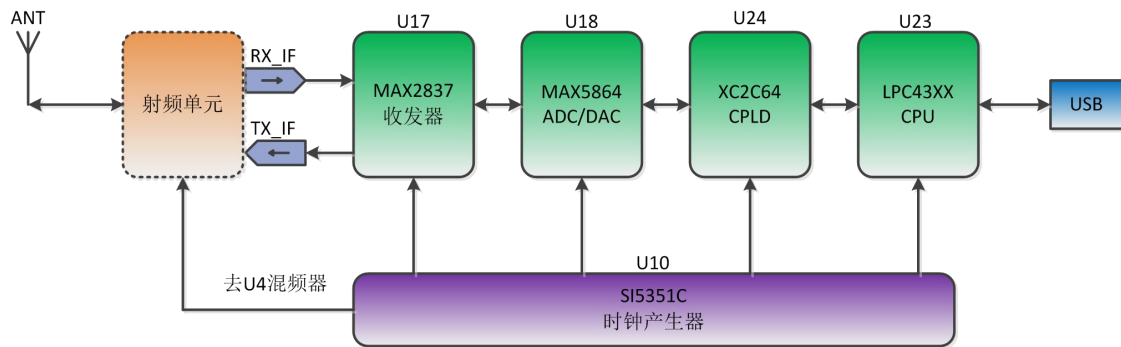 ANT
射频单元
RX_IF
TX_IF
U17
MAX2837
收发器
U18
MAX5864
ADC/DAC
U24
XC2C64
CPLD
U23
LPC43XX
CPU
USB
去U4混频器
U10
SI5351C
时钟产生器